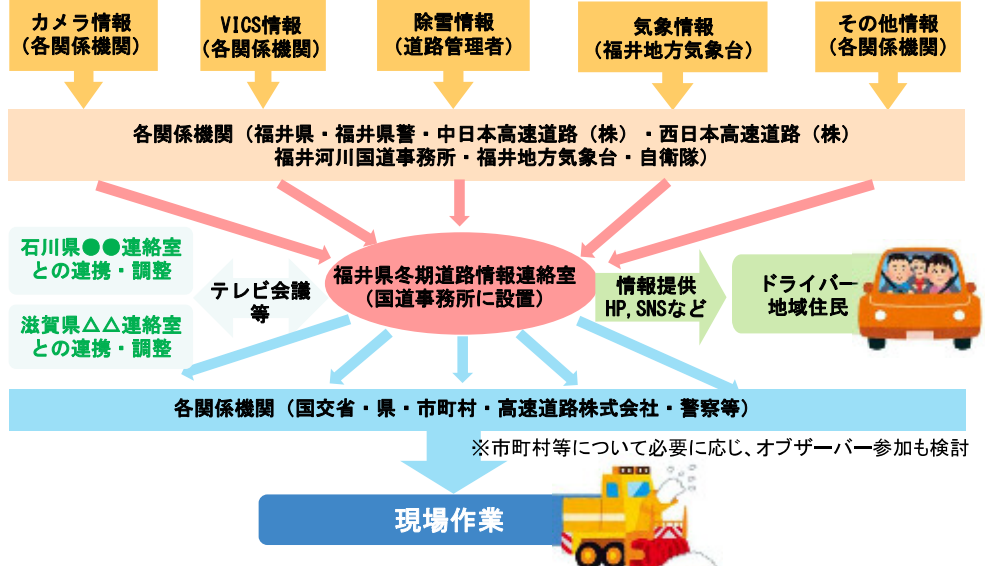 カメラ情報
（各関係機関）
VICS情報
（各関係機関）
除雪情報
（道路管理者）
気象情報
（福井地方気象台）
その他情報
（各関係機関）
各関係機関（福井県・福井県警・中日本高速道路（株）・西日本高速道路（株）
福井河川国道事務所・福井地方気象台・自衛隊）
石川県●●連絡室
との連携・調整
滋賀県△△連絡室
との連携・調整
テレビ会議
等
福井県冬期道路情報連絡室
（国道事務所に設置）
情報提供
HP,SNSなど
ドライバー
地域住民
各関係機関（国交省・県・市町村・高速道路株式会社・警察等）
※市町村等について必要に応じ、オブザーバー参加も検討
現場作業